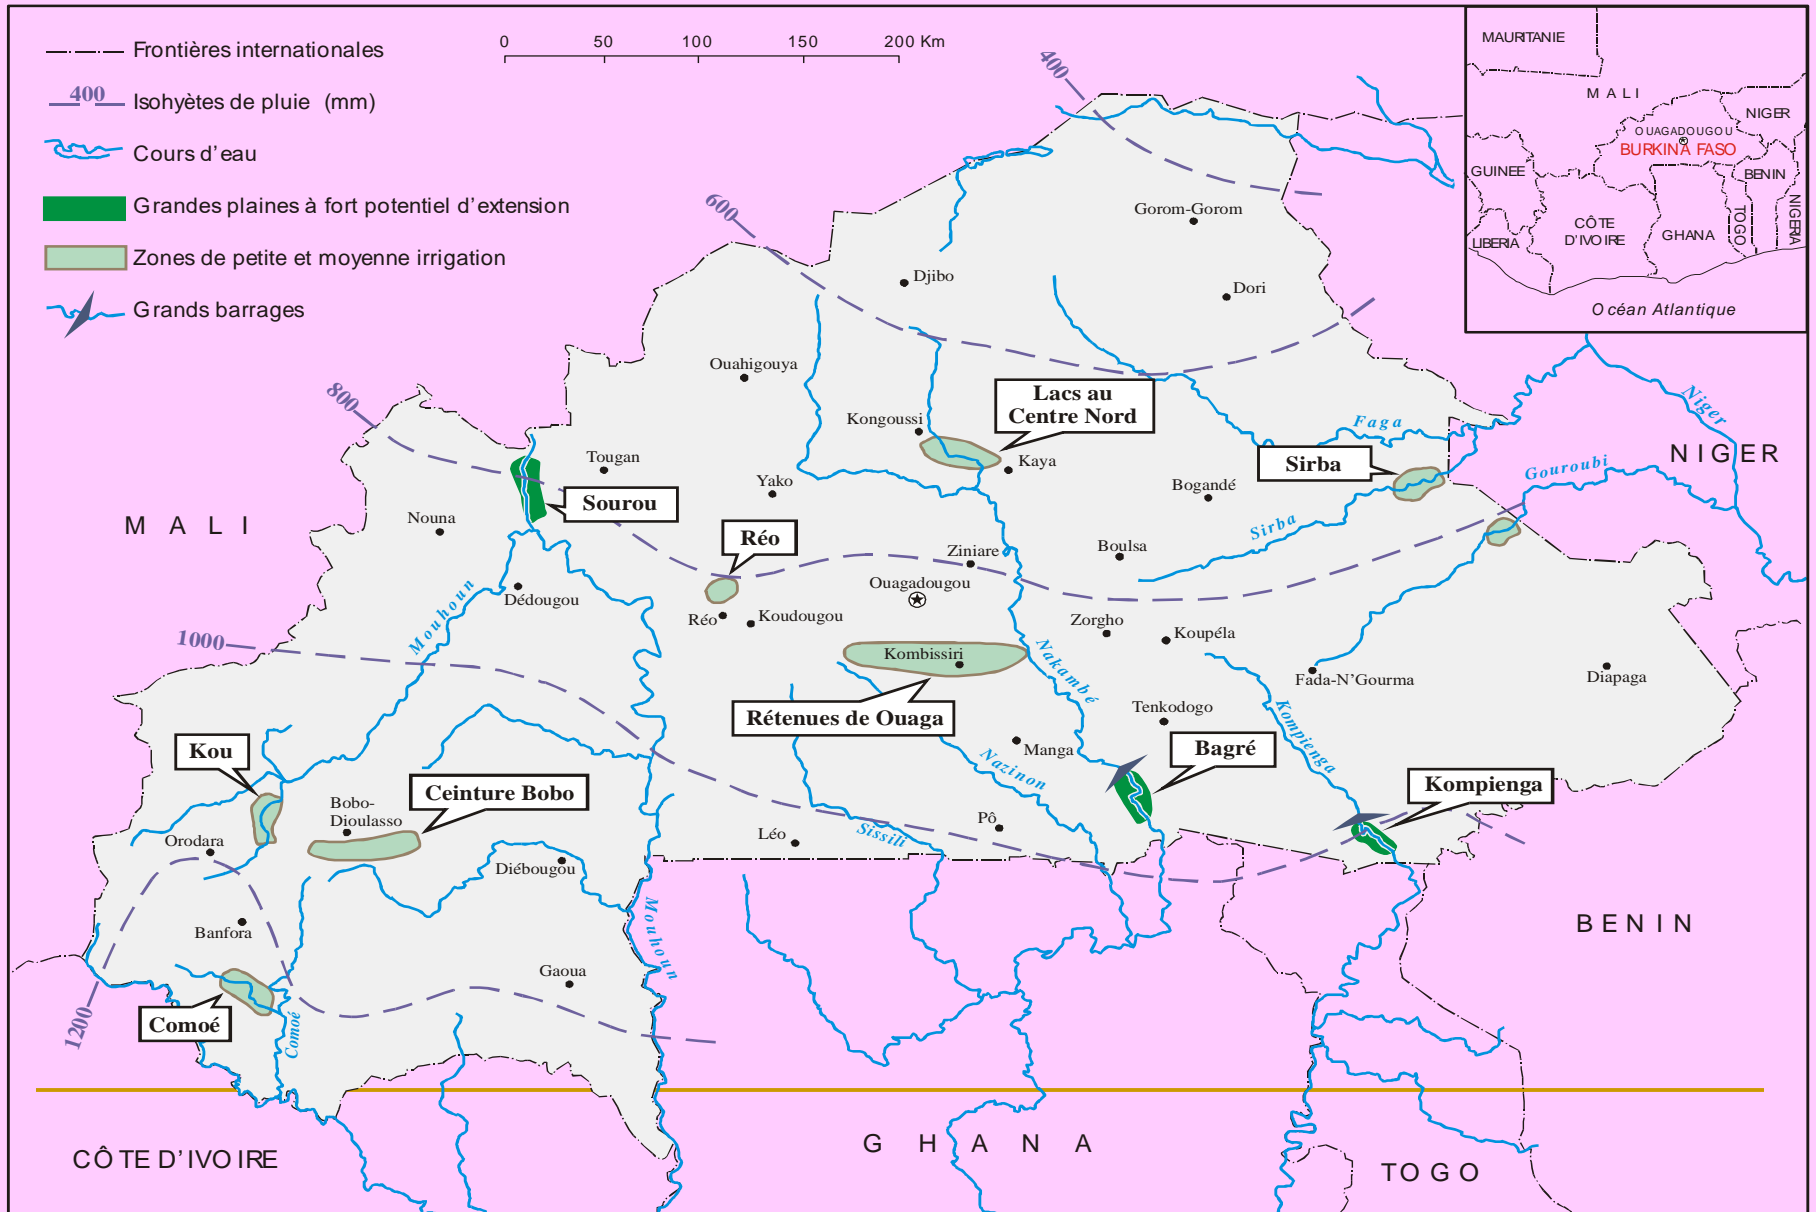 Frontières internationales
400
Isohyètes de pluie (mm)
Cours d'eau
Grandes plaines à fort potentiel d'extension
Zones de petite et moyenne irrigation
Grands barrages
0 50 100 150 200 Km
MAURITANIE
MALI
NIGER
OUAGADOUGOU
BURKINA FASO
GUINEE
BENIN
CÔTE
D'IVOIRE
GHANA
TOGO
NIGERIA
LIBERIA
Océan Atlantique
400
600
800
1000
1200
Gorom-Gorom
Djibo
Dori
Ouahigouya
Lacs au
Centre Nord
Kongoussi
Kaya
Faga
Niger
NIGER
Sirba
Gouroubi
Tougan
Yako
Bogandé
Sourou
MALI
Nouna
Réo
Sirba
Ziniare
Boulsa
Ouagadougou
Dédougou
Mouhoun
Réo
Koudougou
Zorgho
Koupéla
Kombissiri
Nakambé
Fada-N'Gourma
Diapaga
Rétenues de Ouaga
Tenkodogo
Kompienga
Manga
Bagré
Kou
Nazinon
Kompienga
Ceinture Bobo
Bobo-
Dioulasso
Orodara
Pô
Léo
Sissili
Diébougou
Banfora
Mouhoun
BENIN
Gaoua
Comoé
Comoé
CÔTE D'IVOIRE
GHANA
TOGO